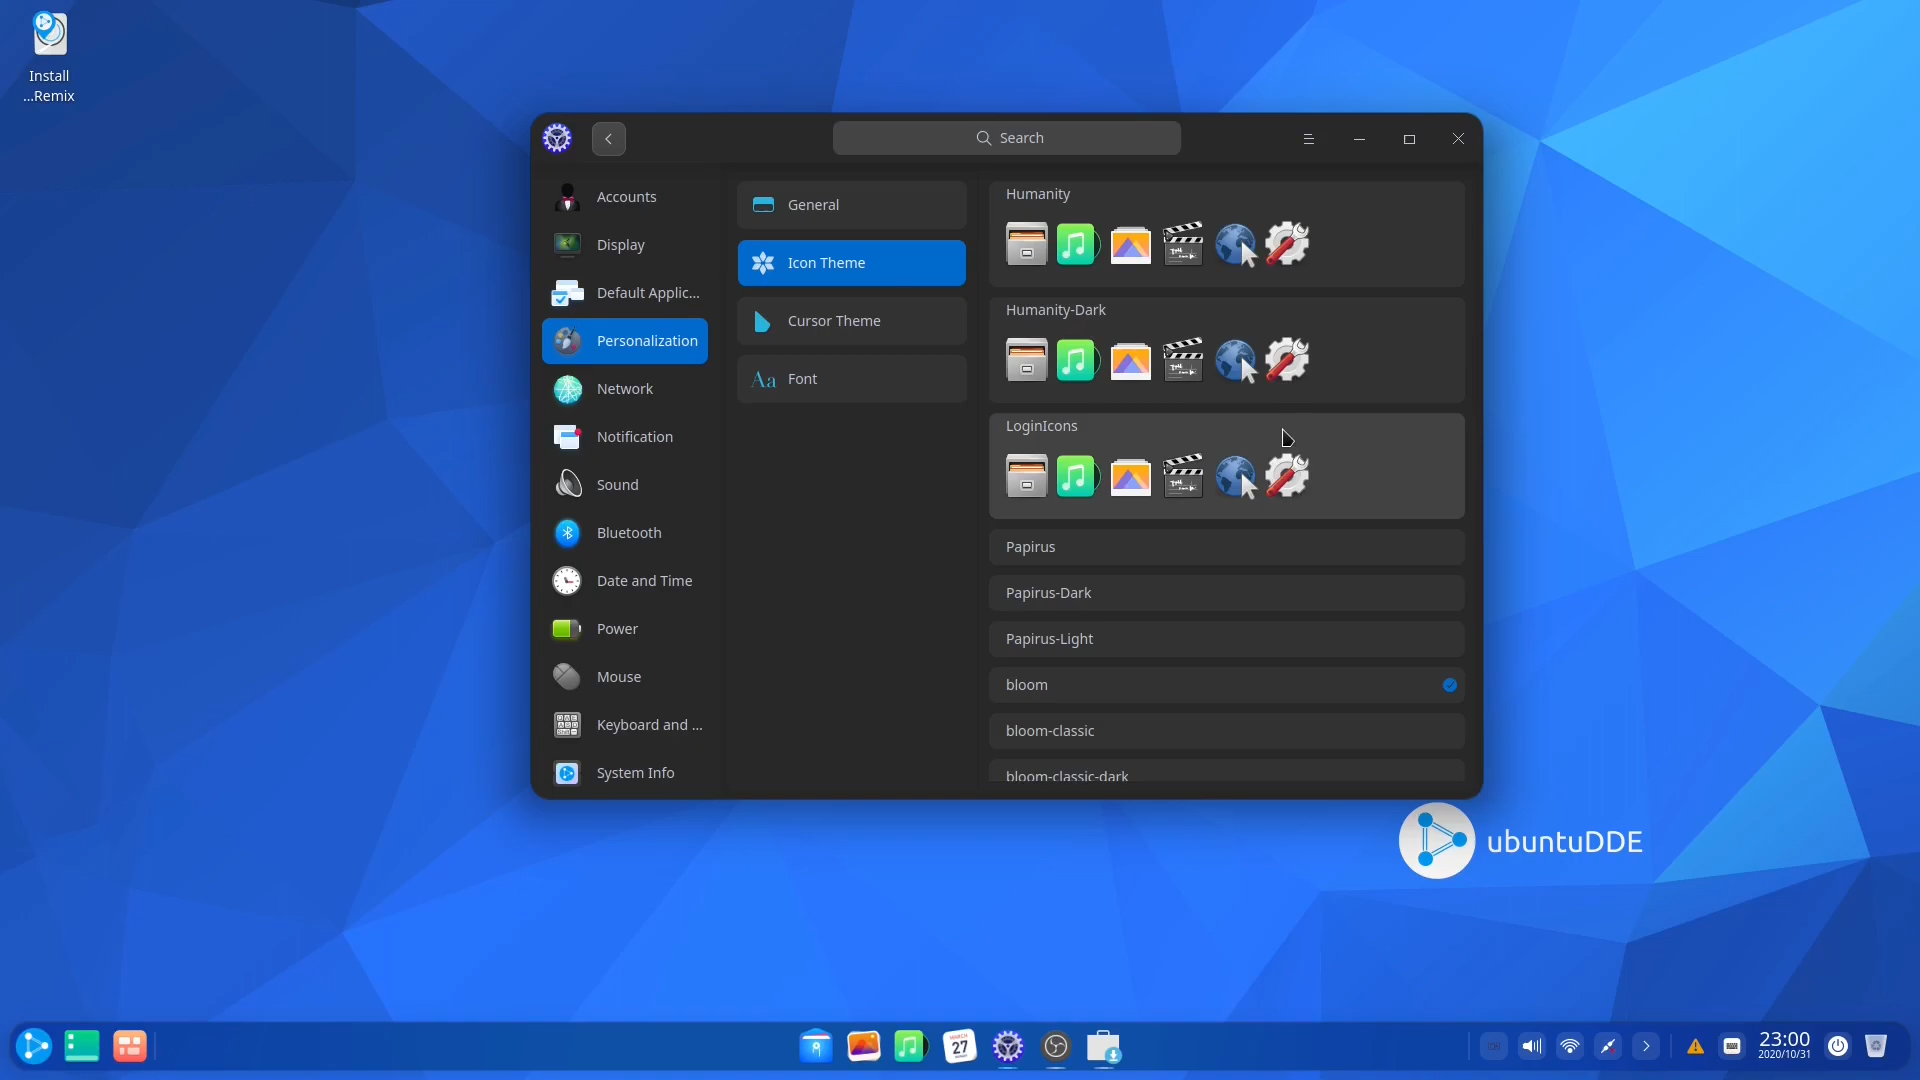 Install
...Remix
Search
Accounts
Display
Default Applic...
Personalization
Network
Notification
Sound
Bluetooth
Date and Time
Power
Mouse
Keyboard and ...
System Info
General
Icon Theme
Cursor Theme
Font
Humanity
Humanity-Dark
LoginIcons
Papirus
Papirus-Dark
Papirus-Light
bloom
bloom-classic
bloom-classic-dark
ubuntuDDE
MARCH
27
23:00
2020/10/31